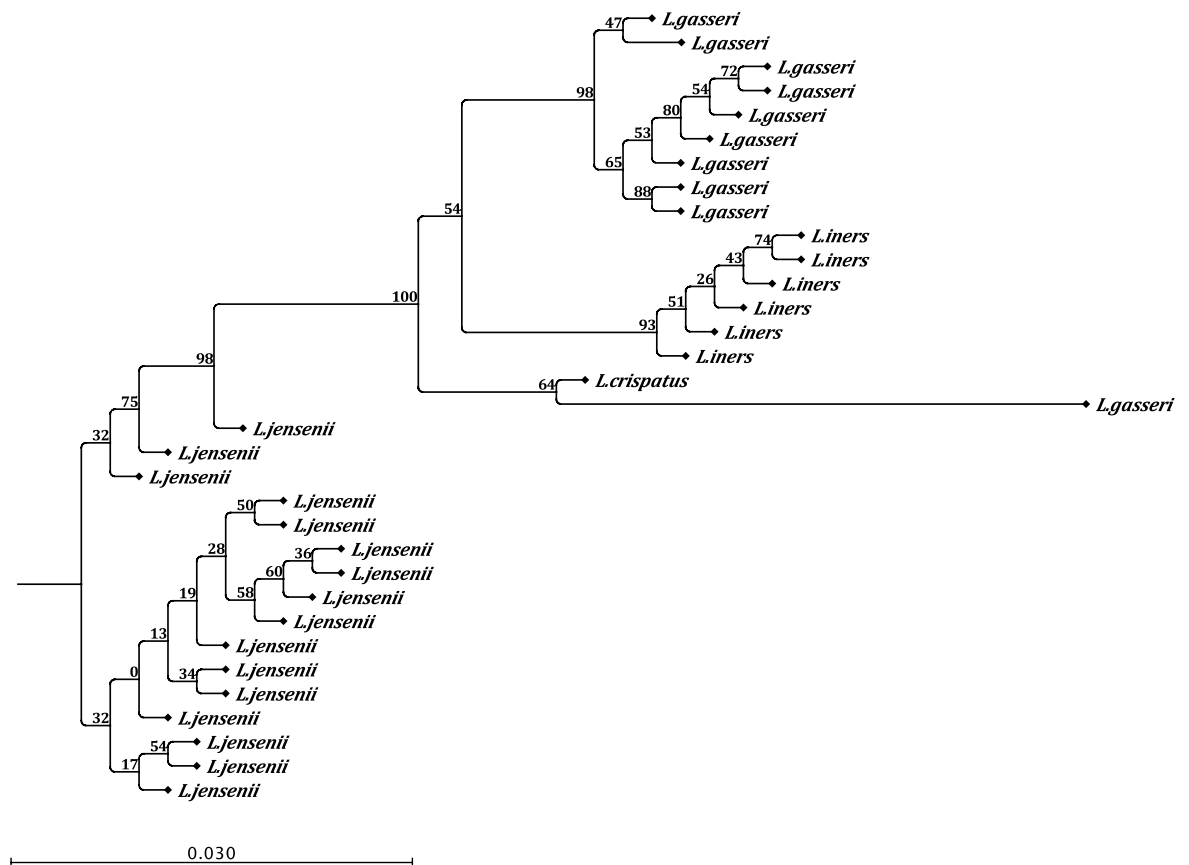 47 L.gasseri
L.gasseri
72 L.gasseri
98 54 L.gasseri
80 L.gasseri
53 L.gasseri
65 L.gasseri
88 L.gasseri
54 L.gasseri
74 L.iners
43 L.iners
26 L.iners
100 51 L.iners
93 L.iners
98 L.iners
64 L.crispatus
75 L.gasseri
32 L.jensenii
L.jensenii
L.jensenii
50 L.jensenii
L.jensenii
28 36 L.jensenii
60 L.jensenii
19 58 L.jensenii
L.jensenii
13 L.jensenii
0 34 L.jensenii
L.jensenii
32 L.jensenii
54 L.jensenii
17 L.jensenii
L.jensenii
0.030